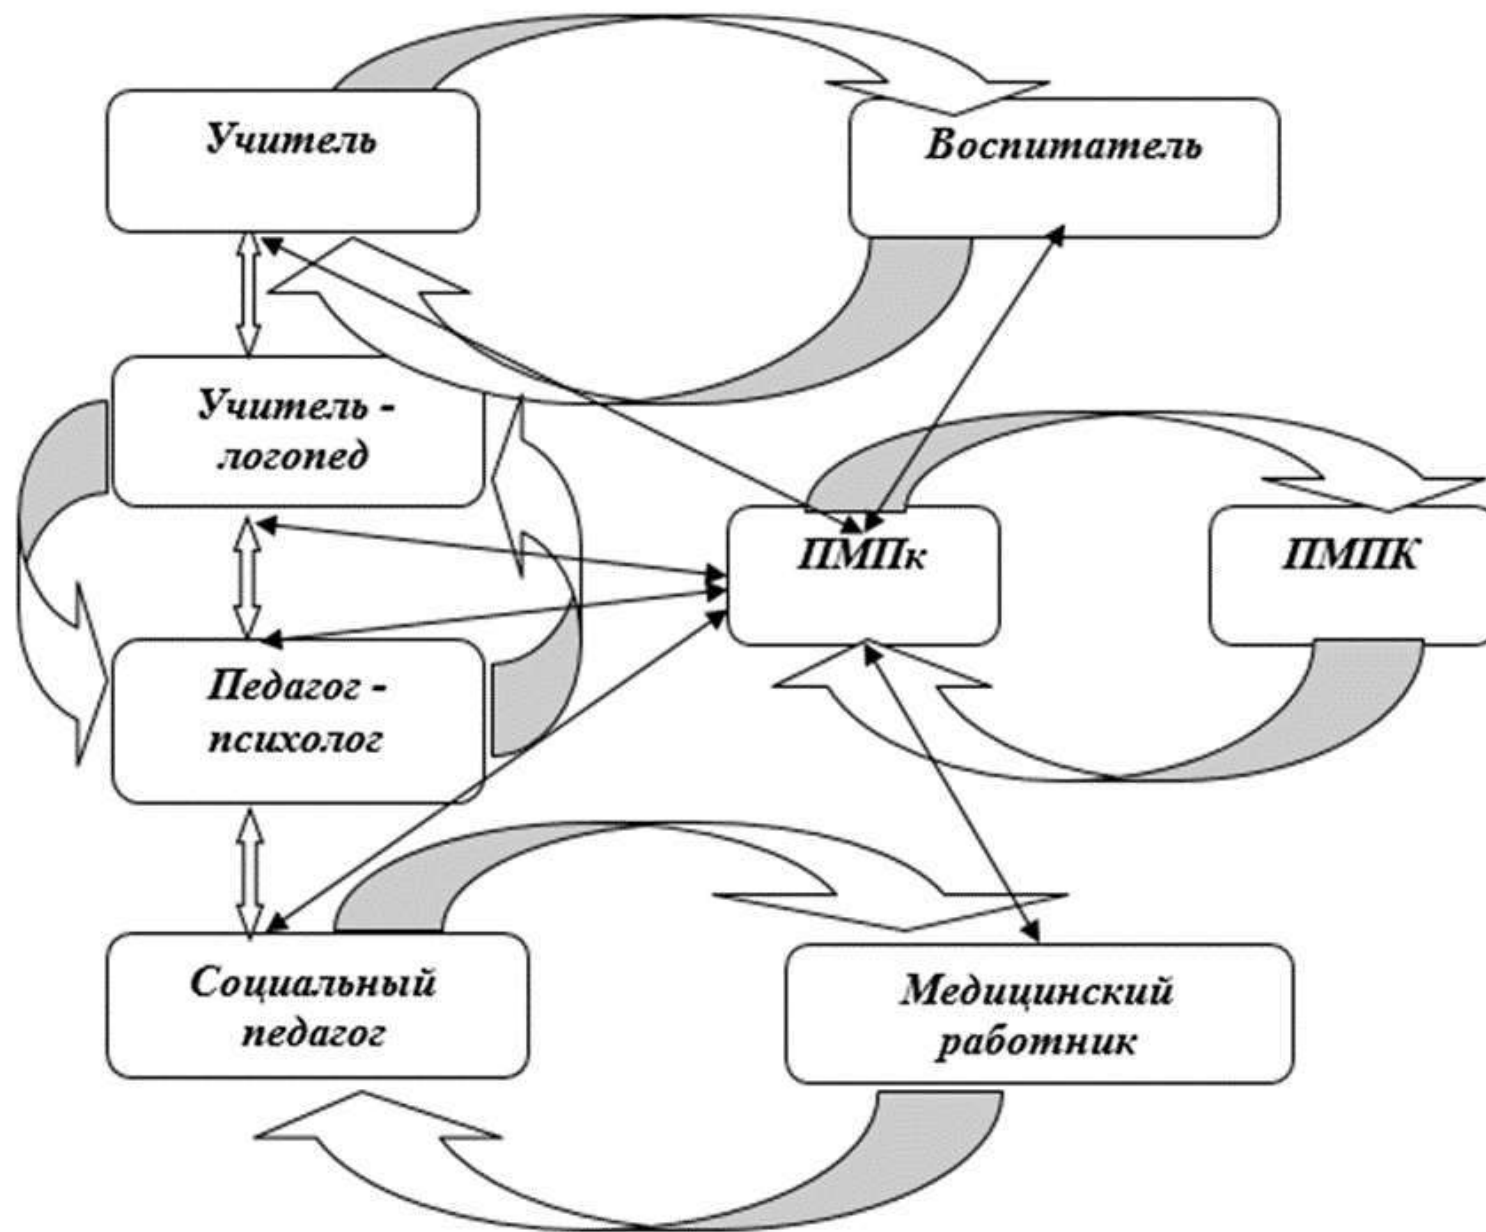 Учитель
Воспитатель
Учитель -
логопед
ПМПк
ПМПК
Педагог -
психолог
Социальный
педагог
Медицинский
работник